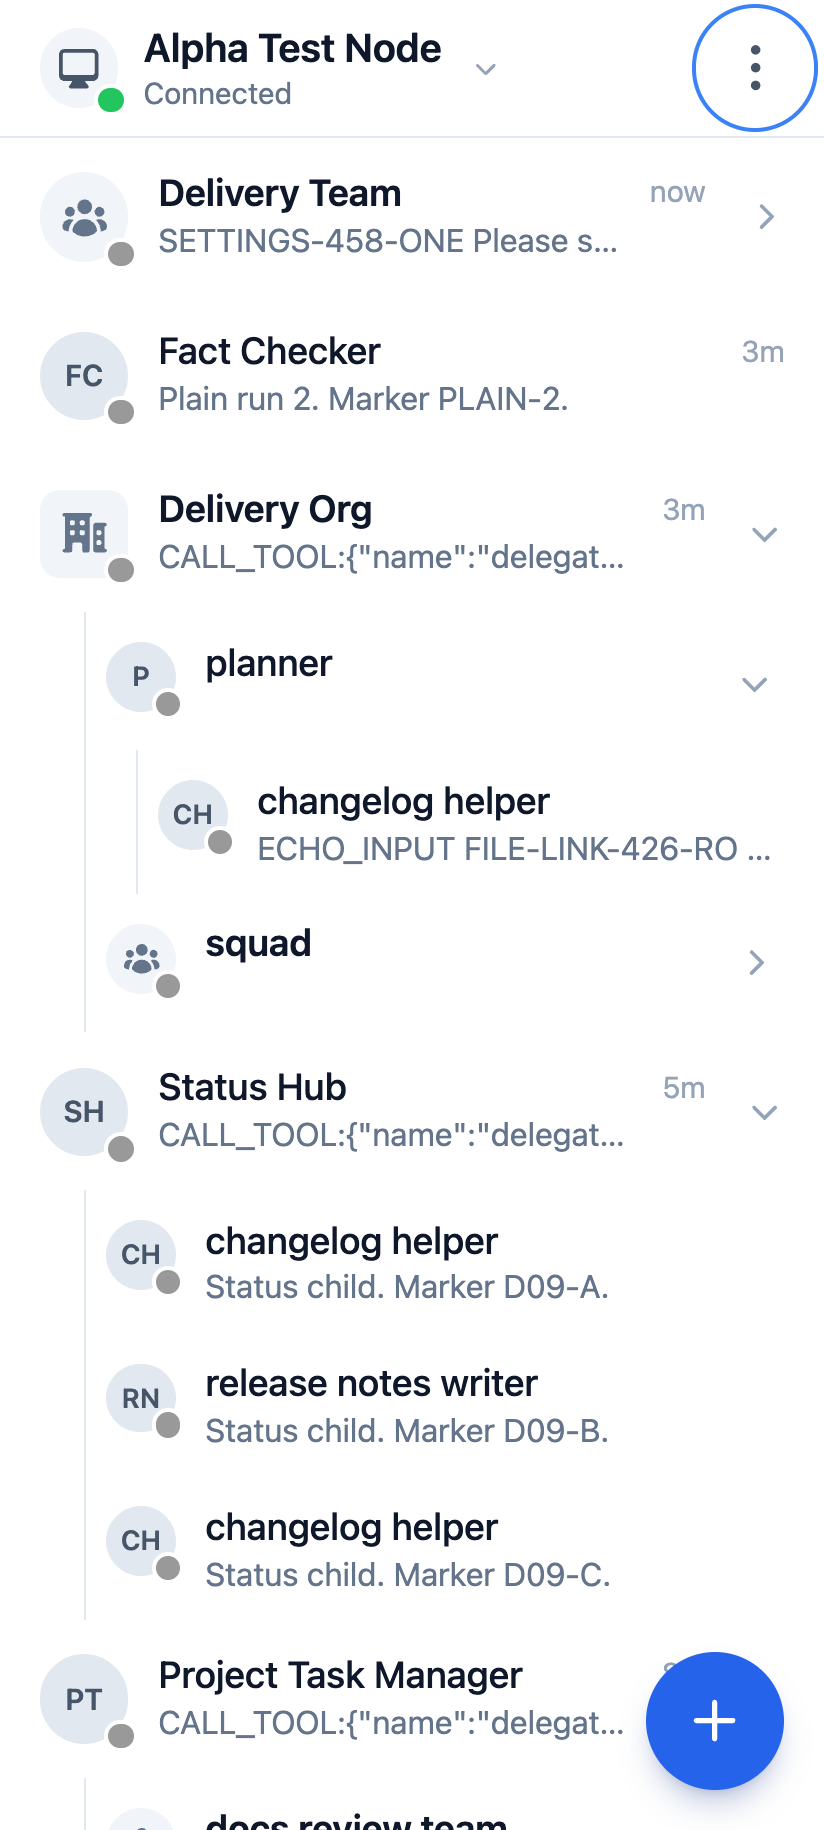 Alpha Test Node
Connected
Delivery Team
now
SETTINGS-458-ONE Please s...
FC
Fact Checker
3m
Plain run 2. Marker PLAIN-2.
Delivery Org
3m
CALL_TOOL:{"name":"delegat...
P
planner
CH
changelog helper
ECHO_INPUT FILE-LINK-426-RO ...
squad
SH
Status Hub
5m
CALL_TOOL:{"name":"delegat...
CH
changelog helper
Status child. Marker D09-A.
RN
release notes writer
Status child. Marker D09-B.
CH
changelog helper
Status child. Marker D09-C.
PT
Project Task Manager
CALL_TOOL:{"name":"delegat...
docs review team